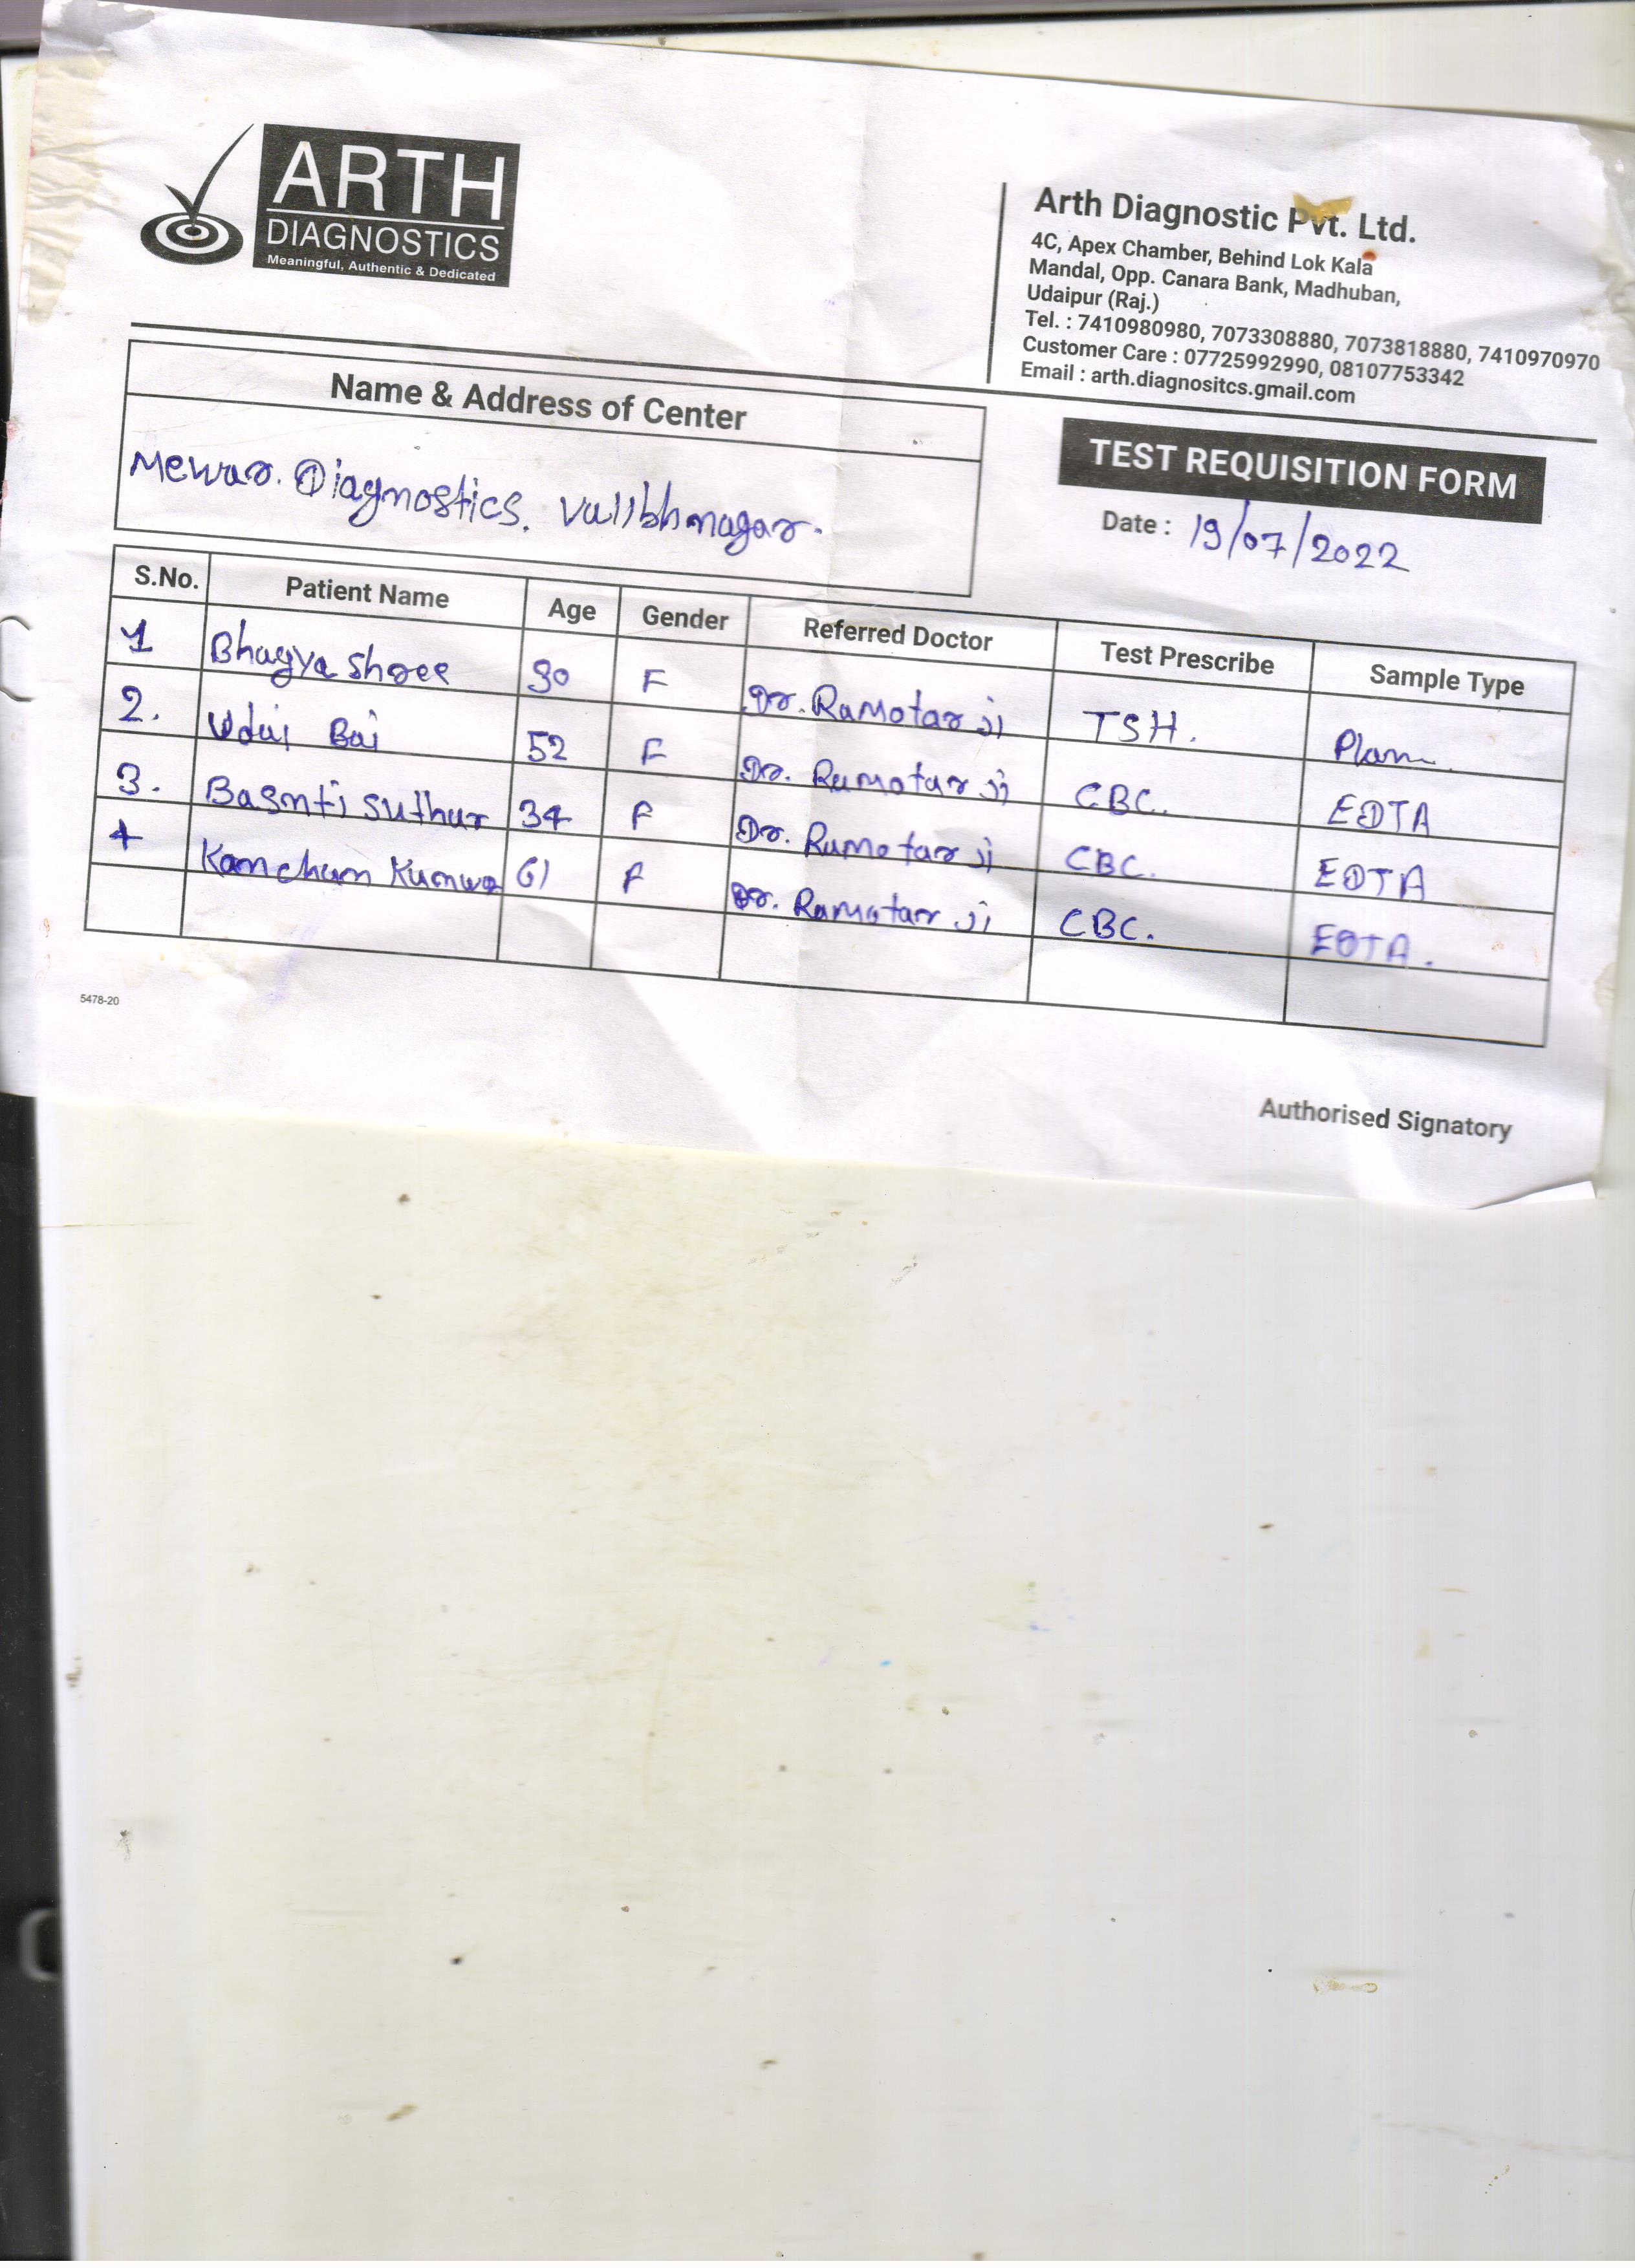 ARTH
DIAGNOSTICS
Meaningful, Authentic & Dedicated
Arth Diagnostic Pvt. Ltd.
4C, Apex Chamber, Behind Lok Kala
Mandal, Opp. Canara Bank, Madhuban,
Udaipur (Raj.)
Tel. : 7410980980, 7073308880, 7073818880, 7410970970
Customer Care : 07725992990, 08107753342
Email : arth.diagnositcs.gmail.com
Name & Address of Center
Mewar. Diagnostics. Vallbhnagar.
TEST REQUISITION FORM
Date : 19/07/2022
S.No. Patient Name Age Gender Referred Doctor Test Prescribe Sample Type
1 Bhagya shree 30 F Dr. Ramotar ji TSH. Plan
2. Udai Bai 52 F Dr. Ramotar ji CBC. EDTA
3. Basnti Suthar 34 F Dr. Ramotar ji CBC. EDTA
4 Kanchan Kunwa 61 F Dr. Ramotar ji CBC. EDTA.
5478-20
Authorised Signatory